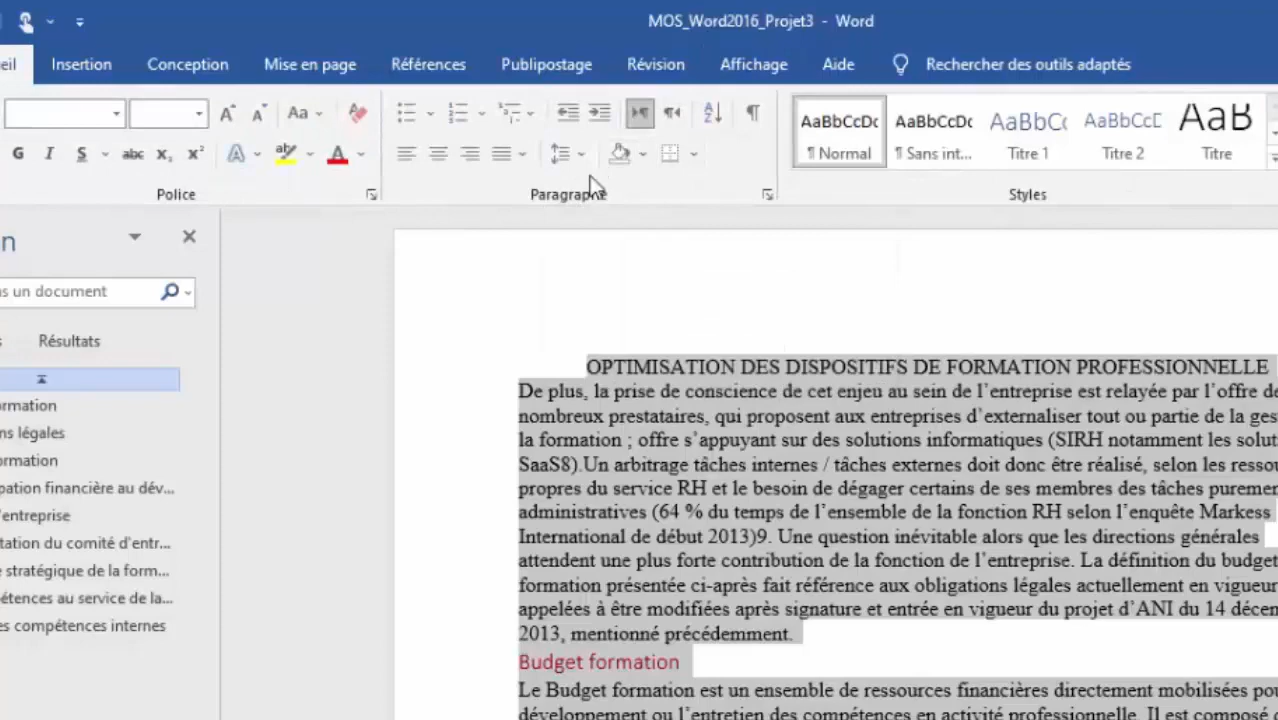 MOS_Word2016_Projet3 - Word
eil Insertion Conception Mise en page Références Publipostage Révision Affichage Aide Rechercher des outils adaptés
Aa
AaBbCcDc AaBbCcDc AaBbC AaBbCcD AaB
G I S abc x₂ x² A ab A
¶ Normal ¶ Sans int... Titre 1 Titre 2 Titre
Police Paragraphe Styles
n
s un document
s Résultats
ormation
ns légales
ormation
pation financière au dév...
'entreprise
tation du comité d'entr...
e stratégique de la form...
étences au service de la...
es compétences internes
OPTIMISATION DES DISPOSITIFS DE FORMATION PROFESSIONNELLE
De plus, la prise de conscience de cet enjeu au sein de l'entreprise est relayée par l'offre de
nombreux prestataires, qui proposent aux entreprises d'externaliser tout ou partie de la ges
la formation ; offre s'appuyant sur des solutions informatiques (SIRH notamment les solut
SaaS8).Un arbitrage tâches internes / tâches externes doit donc être réalisé, selon les ressou
propres du service RH et le besoin de dégager certains de ses membres des tâches puremen
administratives (64 % du temps de l'ensemble de la fonction RH selon l'enquête Markess
International de début 2013)9. Une question inévitable alors que les directions générales
attendent une plus forte contribution de la fonction de l'entreprise. La définition du budget
formation présentée ci-après fait référence aux obligations légales actuellement en vigueur
appelées à être modifiées après signature et entrée en vigueur du projet d'ANI du 14 décem
2013, mentionné précédemment.
Budget formation
Le Budget formation est un ensemble de ressources financières directement mobilisées pou
développement ou l'entretien des compétences en activité professionnelle. Il est composé